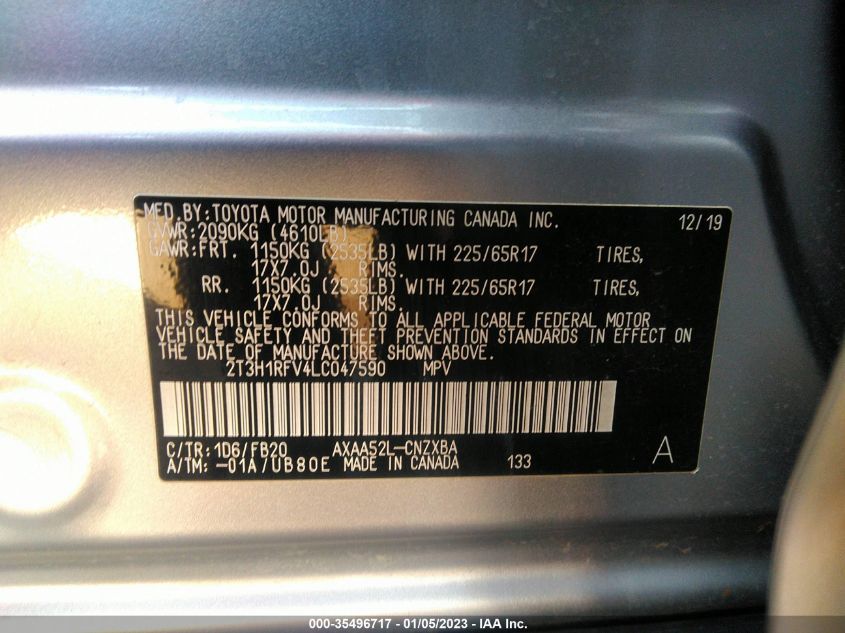 MFD.BY:TOYOTA MOTOR MANUFACTURING CANADA INC. 12/19
GVWR:2090KG (4610LB)
GAWR:FRT. 1150KG (2535LB) WITH 225/65R17 TIRES,
17X7.0J RIMS.
RR. 1150KG (2535LB) WITH 225/65R17 TIRES,
17X7.0J RIMS.
THIS VEHICLE CONFORMS TO ALL APPLICABLE FEDERAL MOTOR
VEHICLE SAFETY AND THEFT PREVENTION STANDARDS IN EFFECT ON
THE DATE OF MANUFACTURE SHOWN ABOVE.
2T3H1RFV4LC047590 MPV
C/TR:1D6/FB20 AXAA52L-CNZXBA
A/TM:-01A/UB80E MADE IN CANADA 133 A
000-35496717 - 01/05/2023 - IAA Inc.